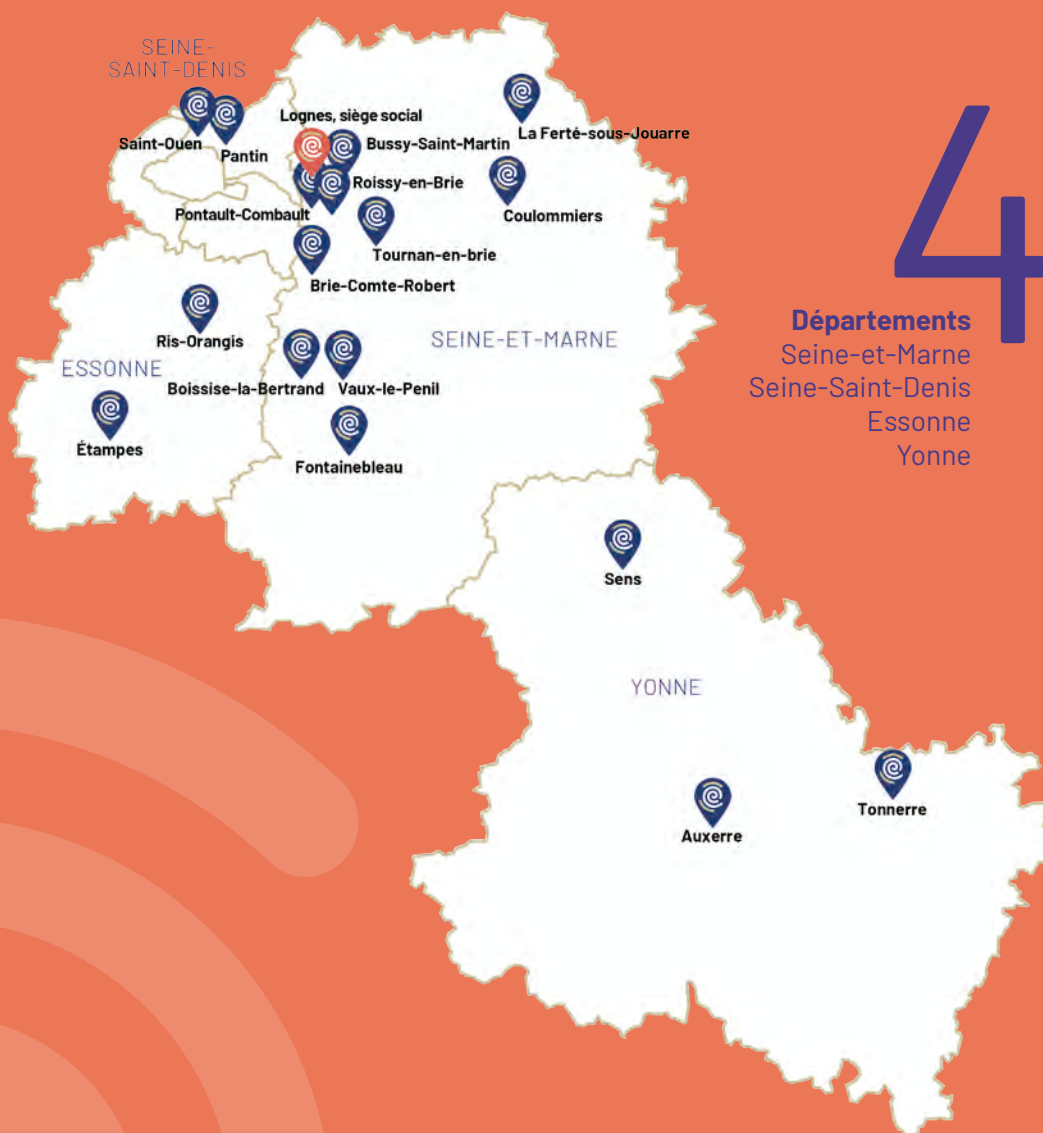 SEINE-
SAINT-DENIS
Lognes, siège social
La Ferté-sous-Jouarre
Saint-Ouen
Pantin
Bussy-Saint-Martin
Roissy-en-Brie
Pontault-Combault
Coulommiers
Tournan-en-brie
Brie-Comte-Robert
4
Départements
Seine-et-Marne
Seine-Saint-Denis
Essonne
Yonne
Ris-Orangis
SEINE-ET-MARNE
ESSONNE
Boissise-la-Bertrand
Vaux-le-Penil
Étampes
Fontainebleau
Sens
YONNE
Tonnerre
Auxerre